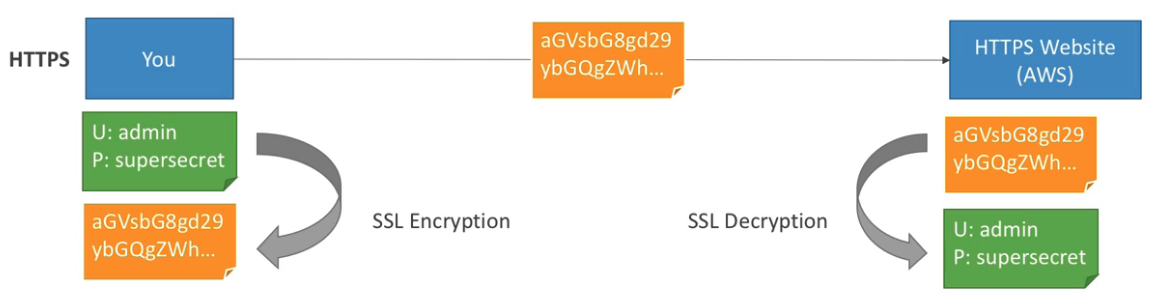 HTTPS
You
aGVsbG8gd29
ybGQgZWh...
HTTPS Website
(AWS)
U: admin
P: supersecret
aGVsbG8gd29
ybGQgZWh...
SSL Encryption
SSL Decryption
aGVsbG8gd29
ybGQgZWh...
U: admin
P: supersecret